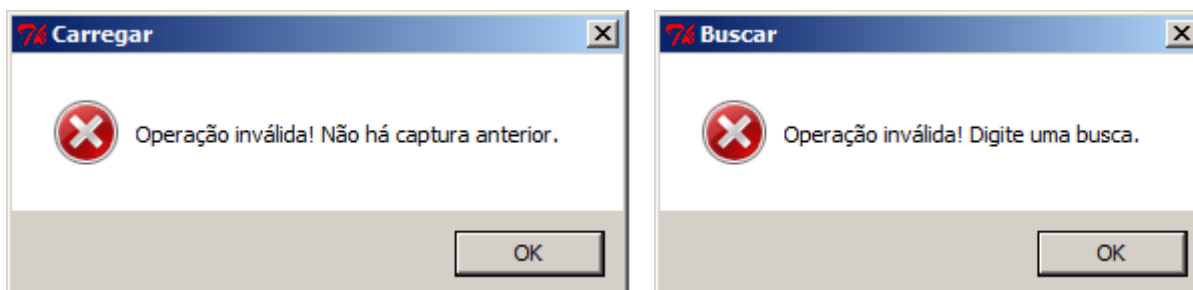 Carregar
Operação inválida! Não há captura anterior.
OK
Buscar
Operação inválida! Digite uma busca.
OK